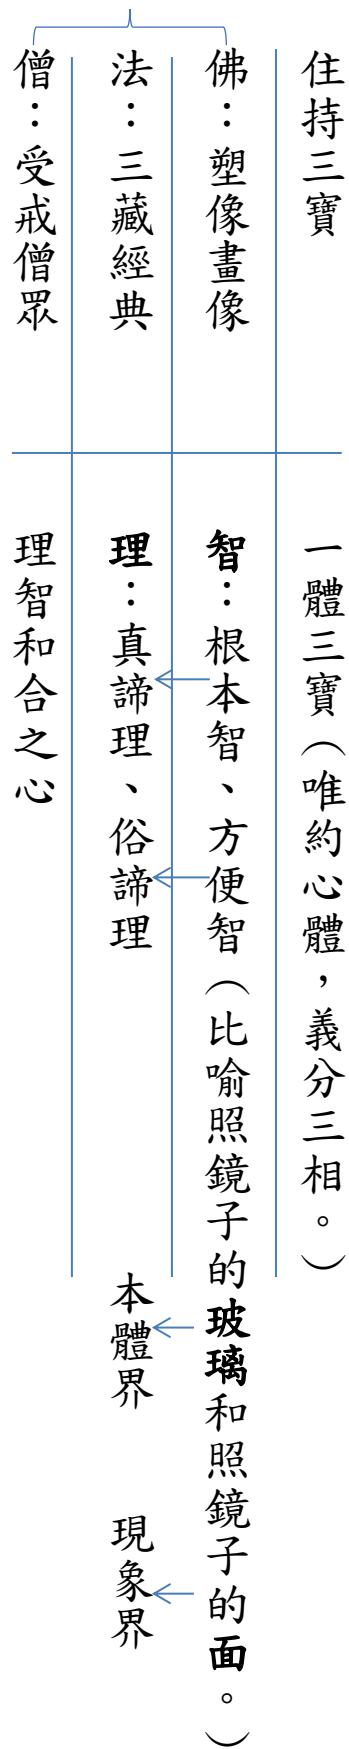 住持三寶
一體三寶（唯約心體，義分三相。）
佛：塑像畫像
智：根本智、方便智（比喻照鏡子的玻璃和照鏡子的面。）
法：三藏經典
理：真諦理、俗諦理
本體界
現象界
僧：受戒僧眾
理智和合之心